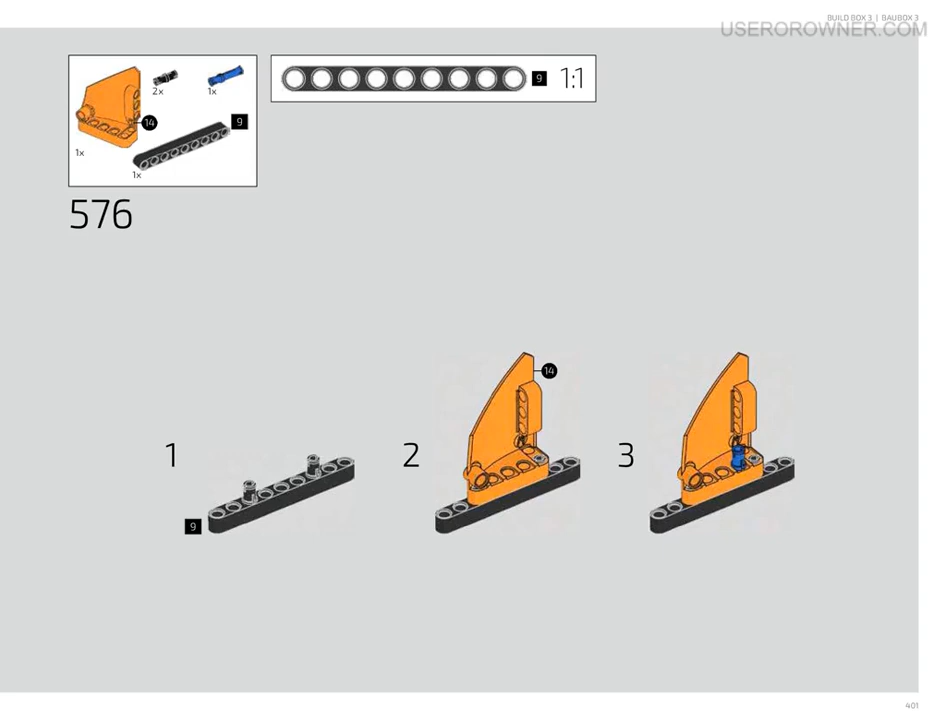 BUILD BOX 3 | BAUBOX 3
USEROROWNER.COM
2x
1x
14
9
1x
1x
9
1:1
576
1
9
2
14
3
401